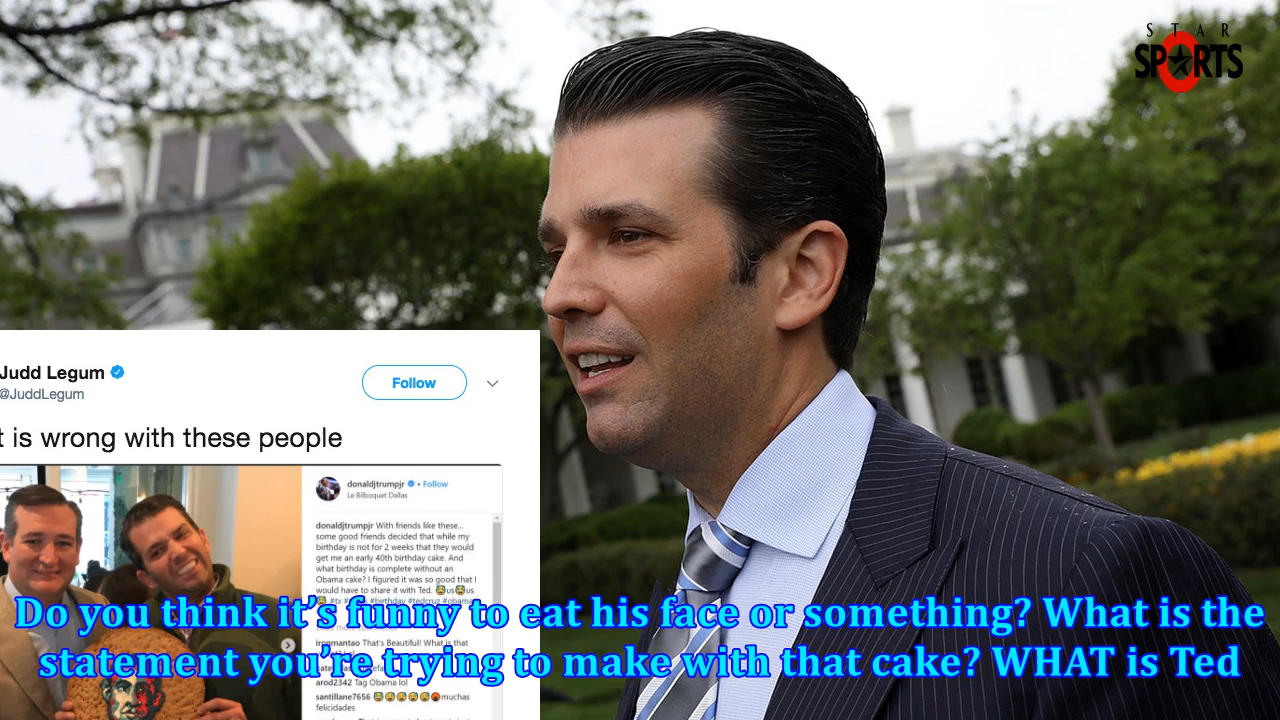 STAR
SPORTS
Judd Legum
Follow
@JuddLegum
t is wrong with these people
donaldjtrumpjr • Follow
Le Bilboquet Dallas
donaldjtrumpjr With friends like these...
some good friends decided that while my
birthday is not for 2 weeks that they would
get me an early 40th birthday cake. And
what birthday is complete without an
Obama cake? I figured it was so good that I
would have to share it with Ted. 😂us😂us
#birthday #tedcruz #obama
Do you think it’s funny to eat his face or something? What is the
That's Beautiful! What is that
statement you’re trying to make with that cake? WHAT is Ted
arod2342 Tag Obama lol
santillane7656 muchas
felicidades